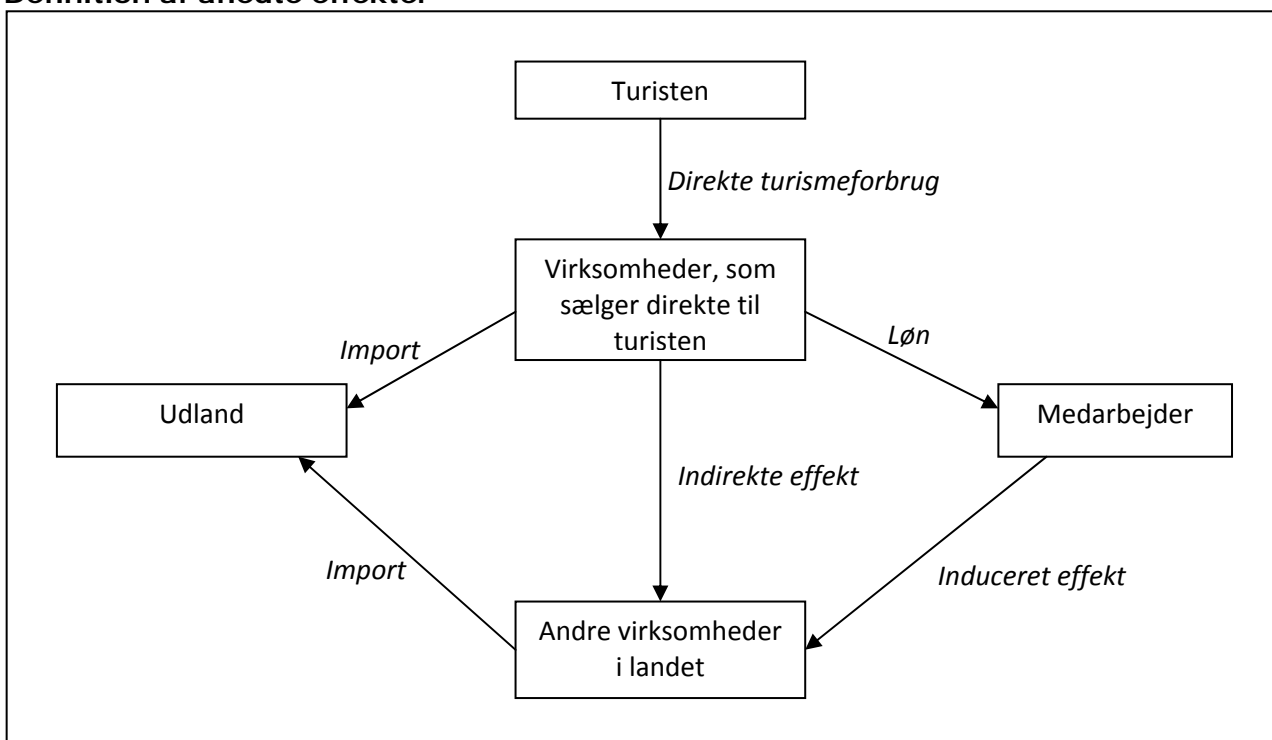 Definition af afledte effekter
Turisten
Direkte turismeforbrug
Virksomheder, som
sælger direkte til
turisten
Import
Løn
Udland
Medarbejder
Indirekte effekt
Import
Induceret effekt
Andre virksomheder
i landet